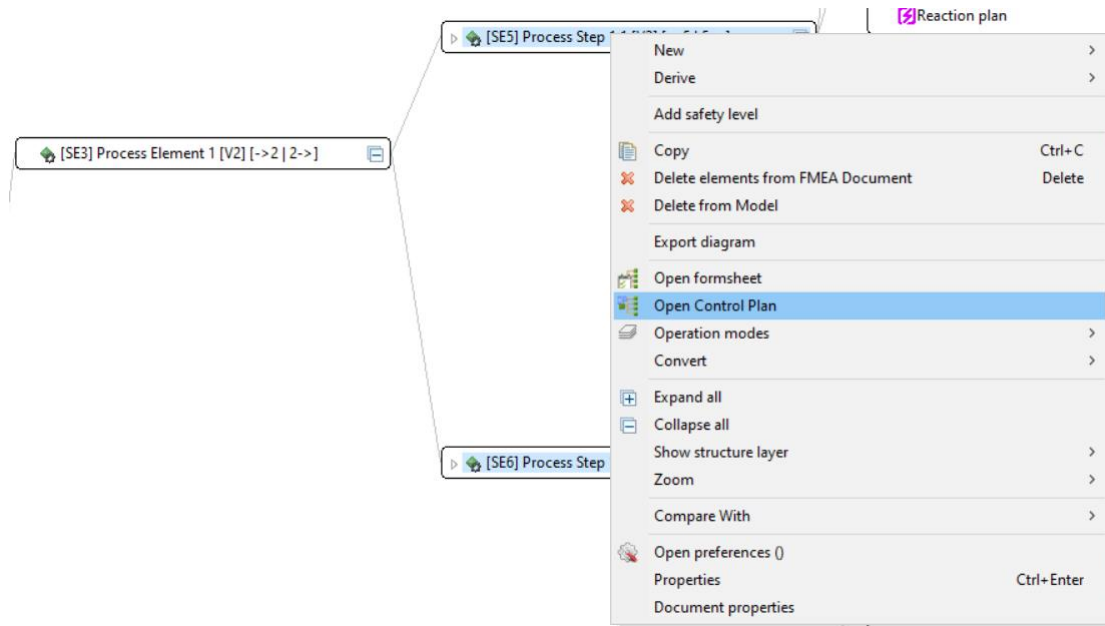 Reaction plan
[SE5] Process Step
[SE3] Process Element 1 [V2] [->2 | 2->]
[SE6] Process Step
New
Derive
Add safety level
Copy Ctrl+C
Delete elements from FMEA Document Delete
Delete from Model
Export diagram
Open formsheet
Open Control Plan
Operation modes
Convert
Expand all
Collapse all
Show structure layer
Zoom
Compare With
Open preferences ()
Properties Ctrl+Enter
Document properties